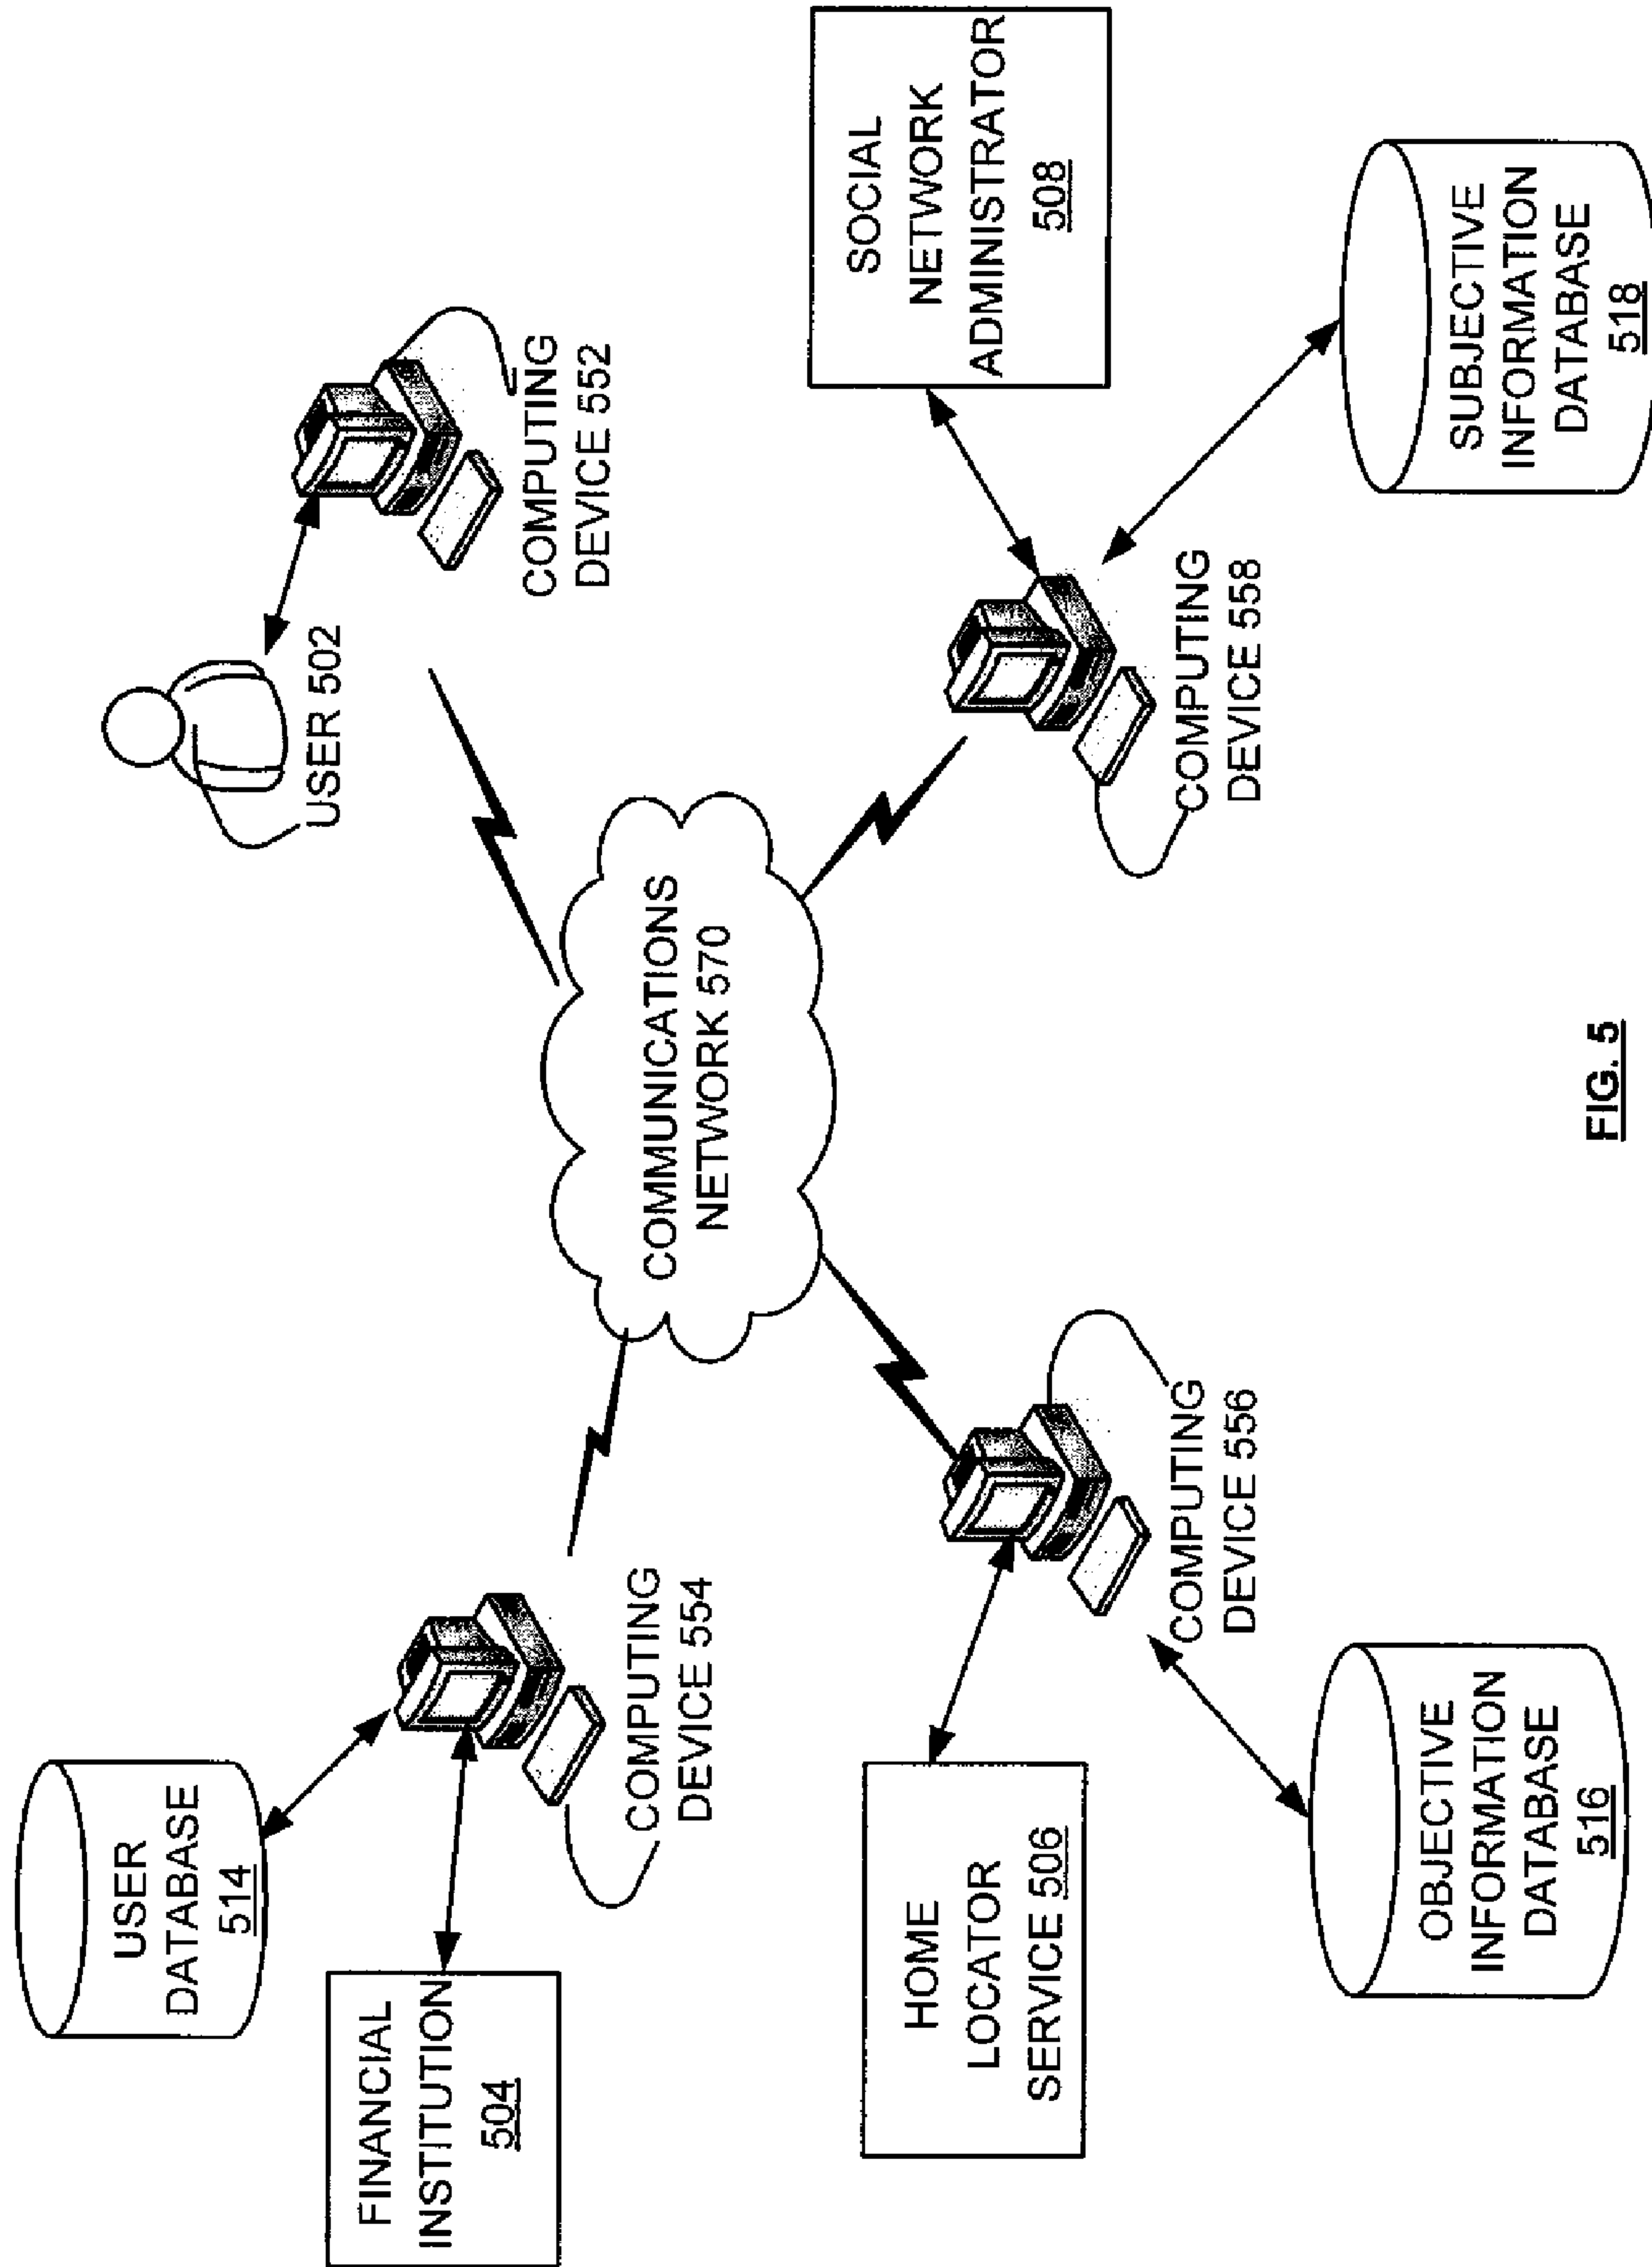 USER
DATABASE
514
FINANCIAL
INSTITUTION
504
COMPUTING
DEVICE 554
USER 502
COMPUTING
DEVICE 552
COMMUNICATIONS
NETWORK 570
HOME
LOCATOR
SERVICE 506
COMPUTING
DEVICE 556
OBJECTIVE
INFORMATION
DATABASE
516
COMPUTING
DEVICE 558
SOCIAL
NETWORK
ADMINISTRATOR
508
SUBJECTIVE
INFORMATION
DATABASE
518
FIG. 5